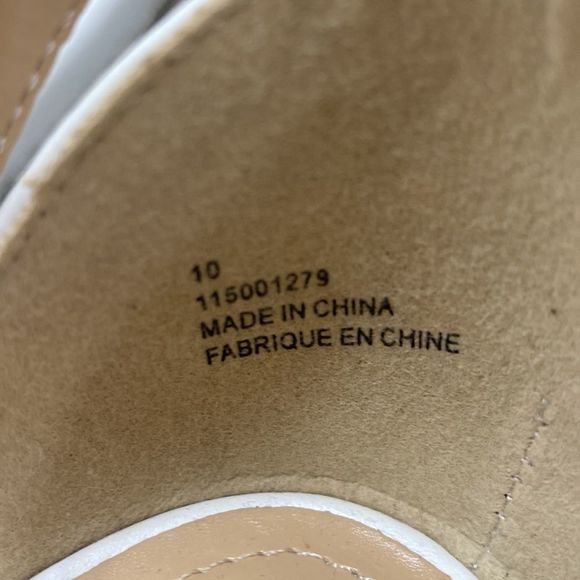 10
115001279
MADE IN CHINA
FABRIQUE EN CHINE